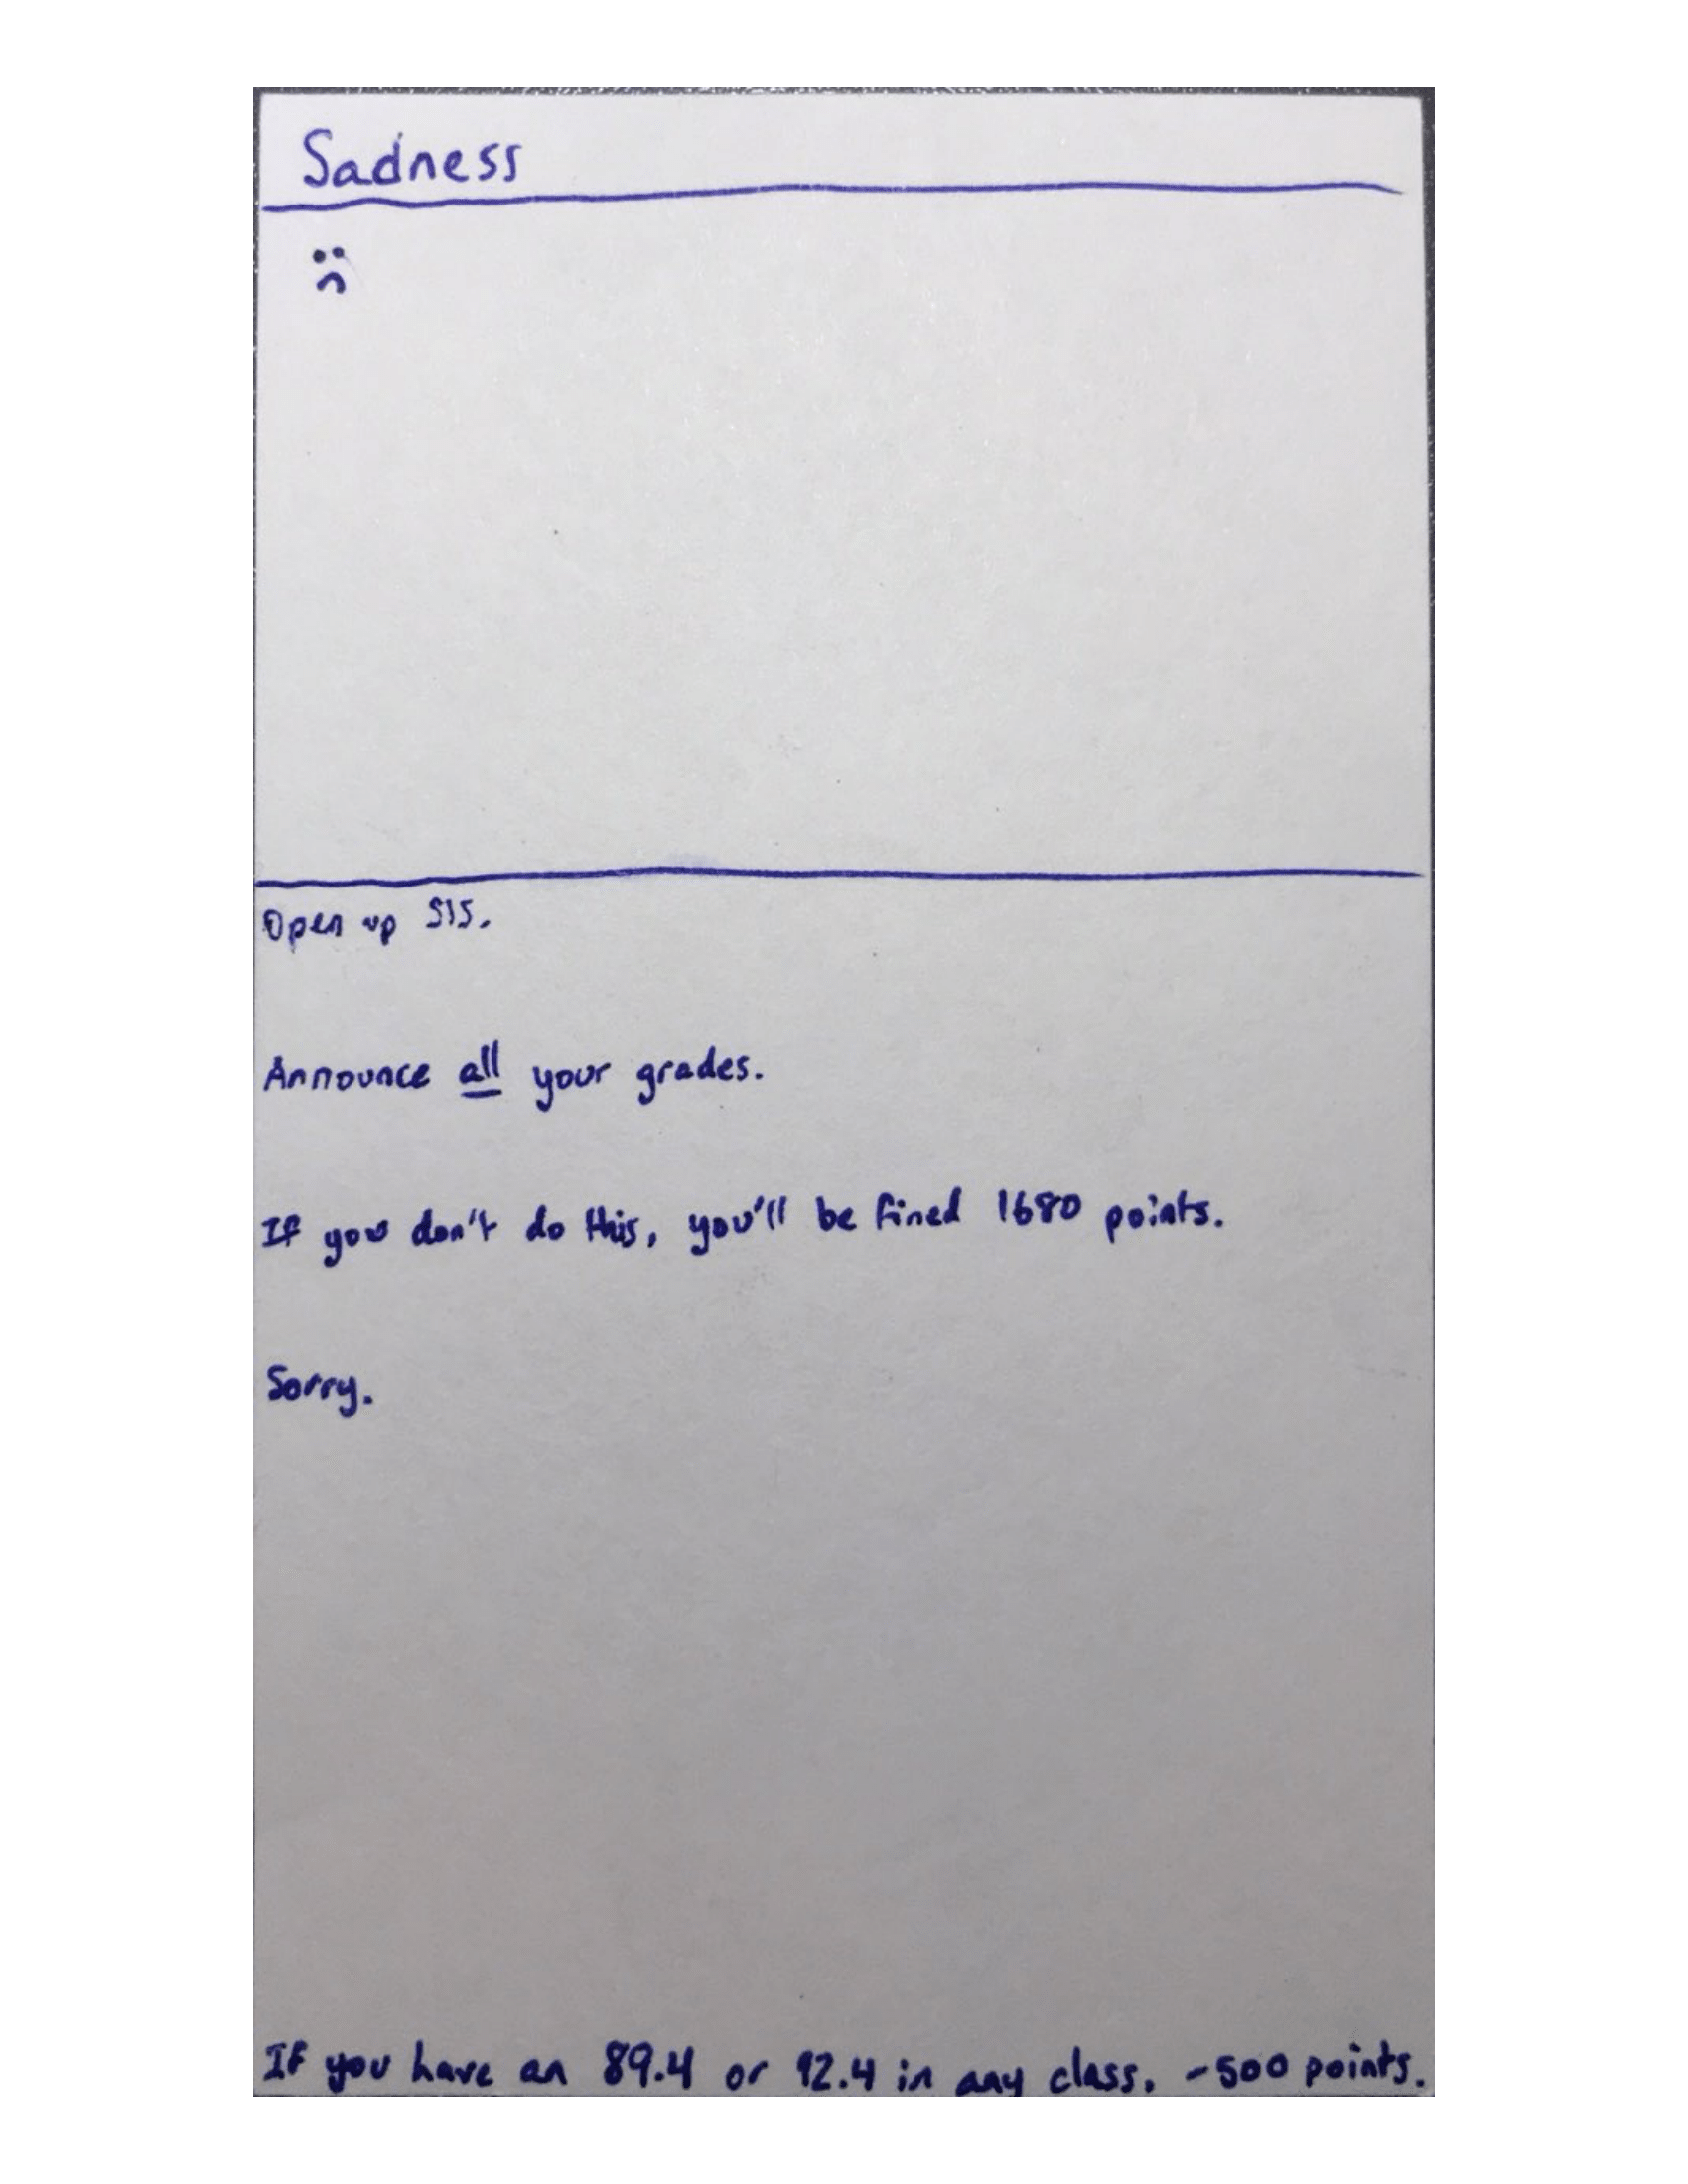 Sadness
Open up SIS.
Announce all your grades.
If you don't do this, you'll be fined 1680 points.
Sorry.
If you have an 89.4 or 92.4 in any class, -500 points.